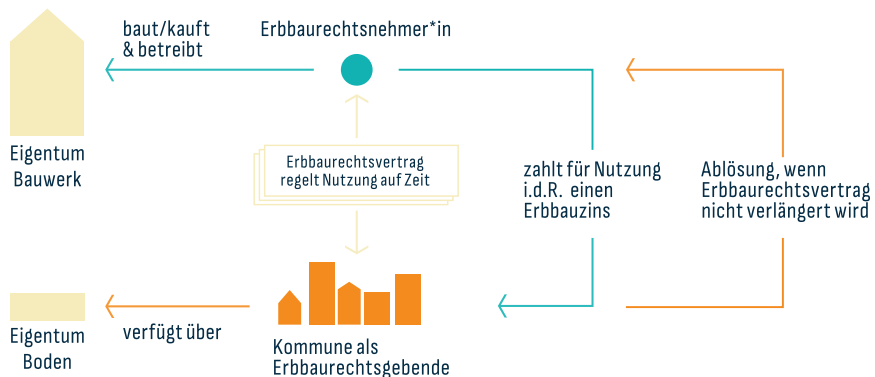 baut/kauft
& betreibt
Erbbaurechtsnehmer*in
Eigentum
Bauwerk
Erbbaurechtsvertrag
regelt Nutzung auf Zeit
zahlt für Nutzung
i.d.R. einen
Erbbauzins
Ablösung, wenn
Erbbaurechtsvertrag
nicht verlängert wird
Eigentum
Boden
verfügt über
Kommune als
Erbbaurechtsgebende